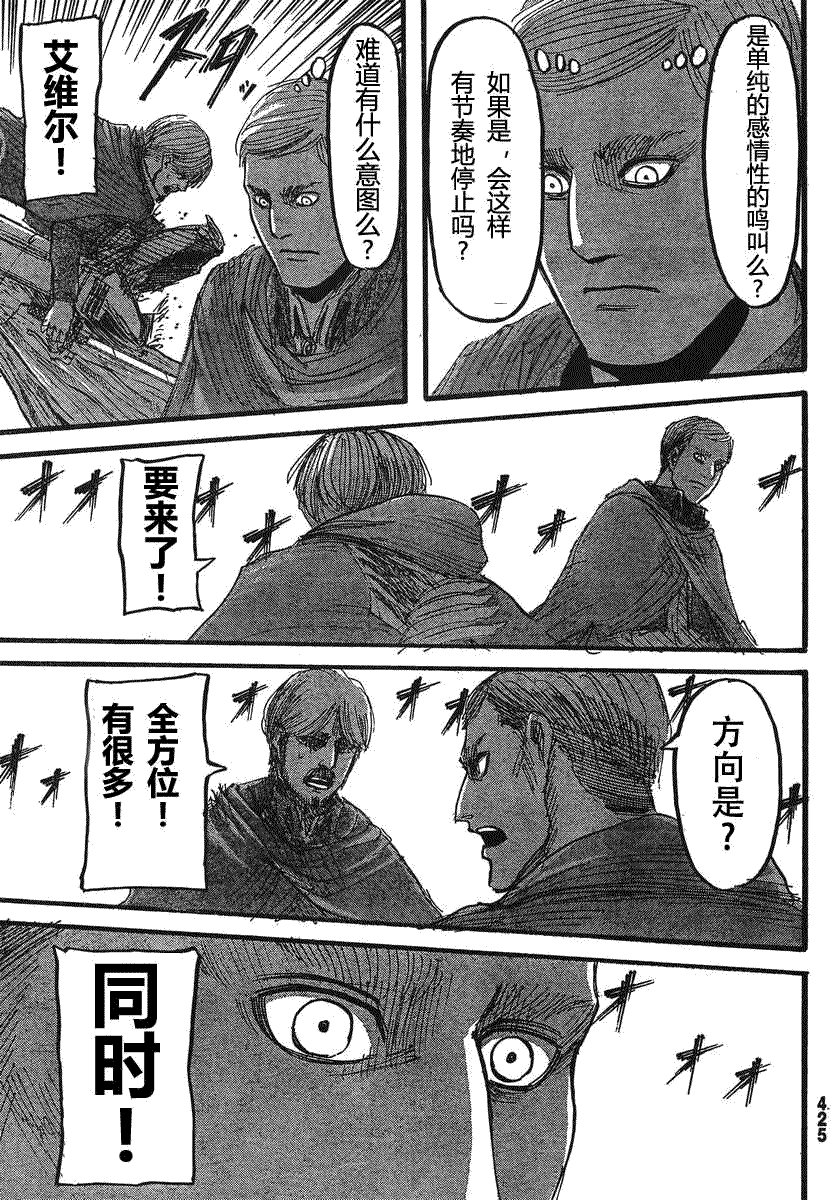 是单纯的感情性的鸣叫么？
如果是，会这样
有节奏地停止吗？
难道有什么意图么？
艾维尔！
要来了！
方向是？
全方位！
有很多！
同时！
425